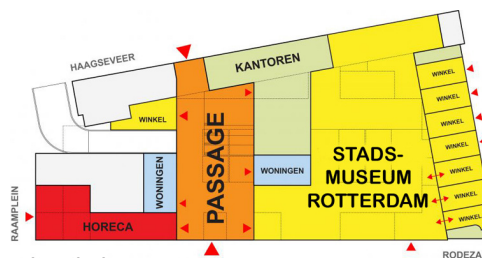 HAAGSEVEER
KANTOREN
WINKEL
WINKEL
WINKEL
WINKEL
WINKEL
WINKEL
WINKEL
WINKEL
PASSAGE
WONINGEN
WONINGEN
STADS-
MUSEUM
ROTTERDAM
HORECA
RAAMPLEIN
RODEZA